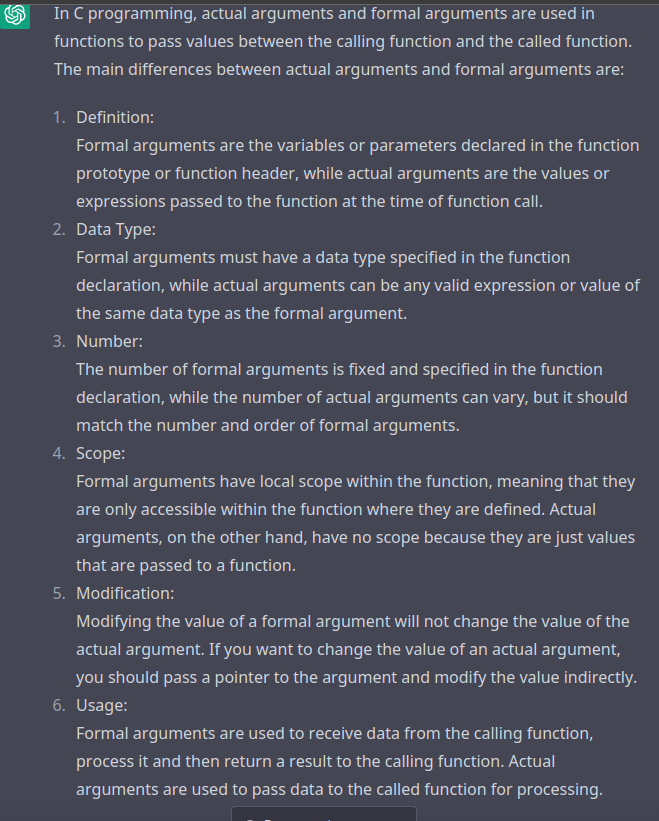 In C programming, actual arguments and formal arguments are used in
functions to pass values between the calling function and the called function.
The main differences between actual arguments and formal arguments are:
1. Definition:
Formal arguments are the variables or parameters declared in the function
prototype or function header, while actual arguments are the values or
expressions passed to the function at the time of function call.
2. Data Type:
Formal arguments must have a data type specified in the function
declaration, while actual arguments can be any valid expression or value of
the same data type as the formal argument.
3. Number:
The number of formal arguments is fixed and specified in the function
declaration, while the number of actual arguments can vary, but it should
match the number and order of formal arguments.
4. Scope:
Formal arguments have local scope within the function, meaning that they
are only accessible within the function where they are defined. Actual
arguments, on the other hand, have no scope because they are just values
that are passed to a function.
5. Modification:
Modifying the value of a formal argument will not change the value of the
actual argument. If you want to change the value of an actual argument,
you should pass a pointer to the argument and modify the value indirectly.
6. Usage:
Formal arguments are used to receive data from the calling function,
process it and then return a result to the calling function. Actual
arguments are used to pass data to the called function for processing.